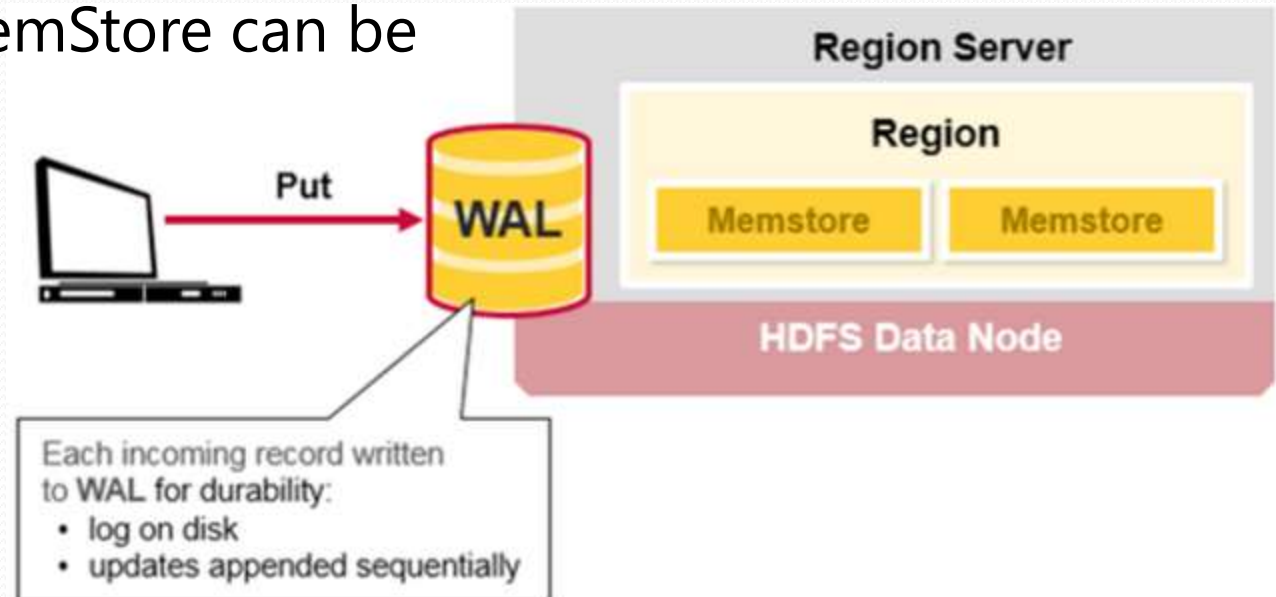 emStore can be
Region Server
Region
Put
WAL
Memstore Memstore
HDFS Data Node
Each incoming record written
to WAL for durability:
• log on disk
• updates appended sequentially